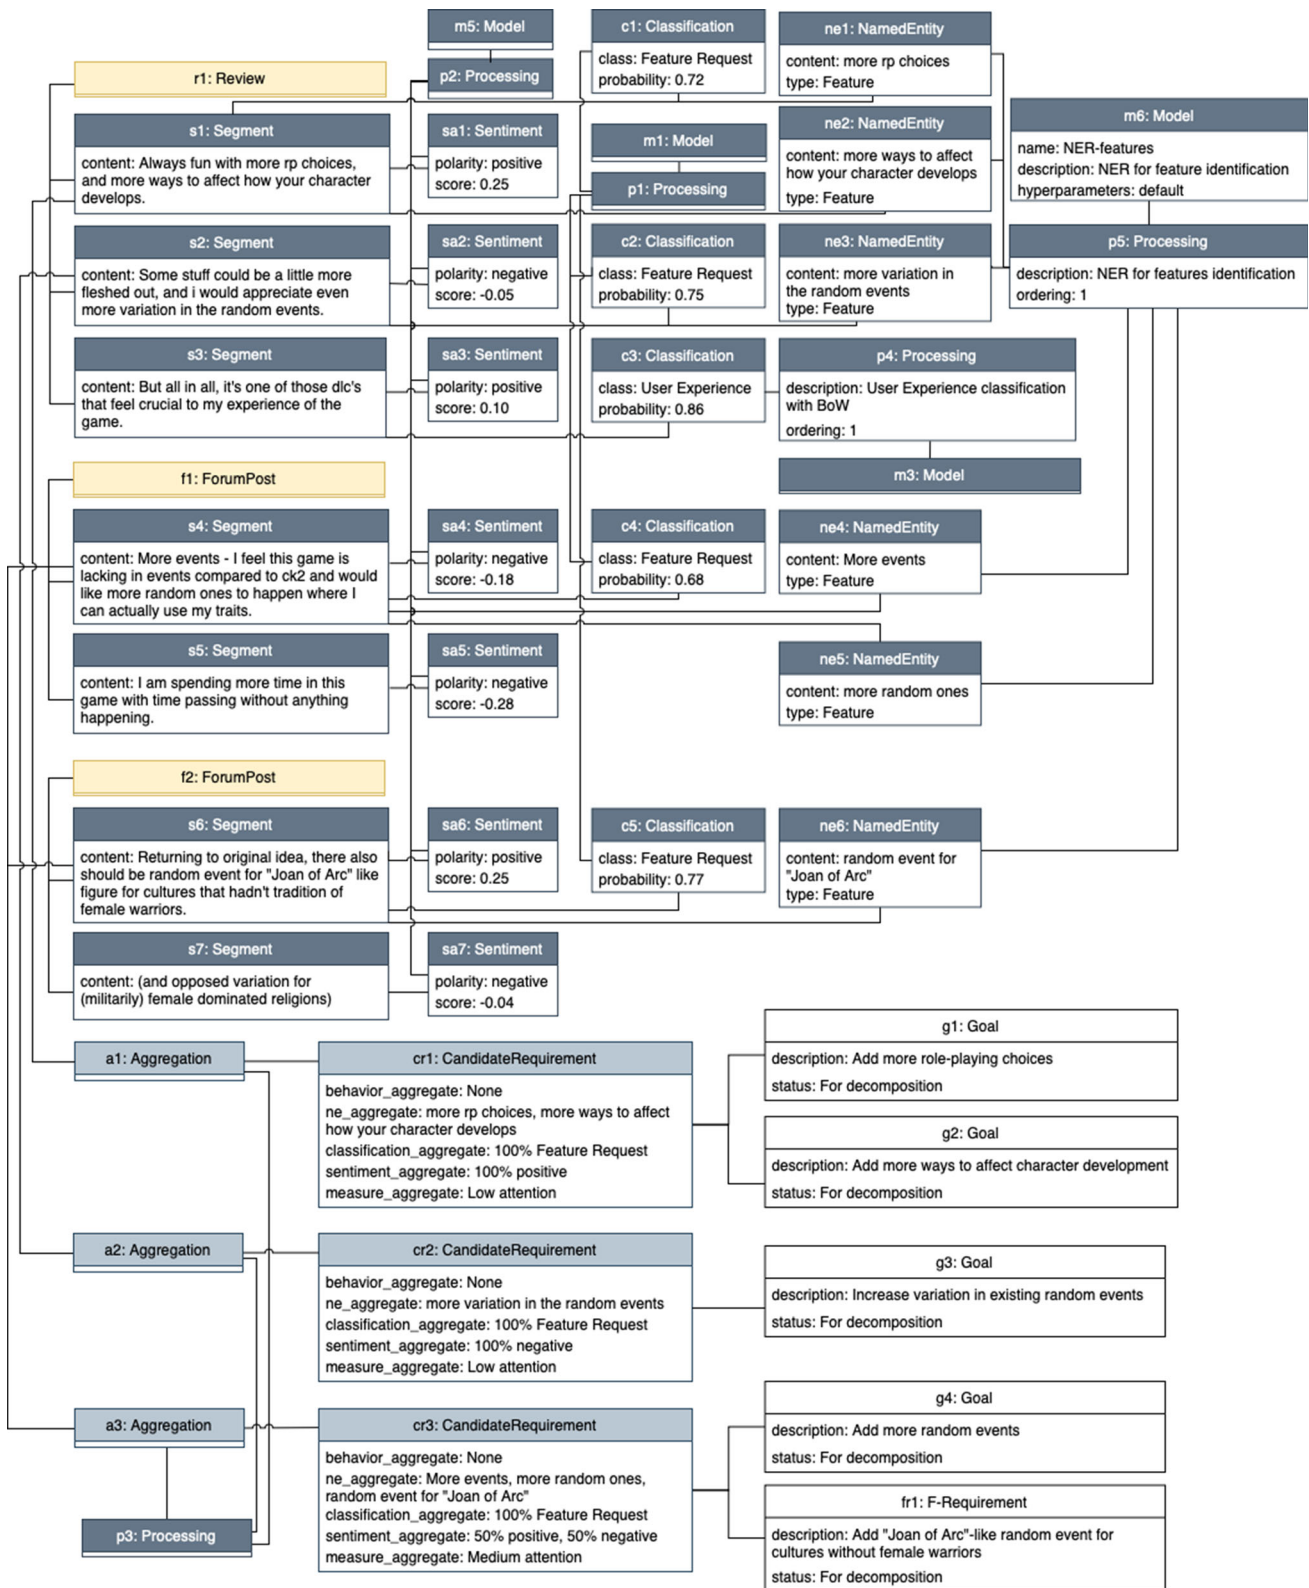 m5: Model
p2: Processing
c1: Classification
class: Feature Request
probability: 0.72
ne1: NamedEntity
content: more rp choices
type: Feature
r1: Review
s1: Segment
content: Always fun with more rp choices,
and more ways to affect how your character
develops.
sa1: Sentiment
polarity: positive
score: 0.25
m1: Model
p1: Processing
ne2: NamedEntity
content: more ways to affect
how your character develops
type: Feature
m6: Model
name: NER-features
description: NER for feature identification
hyperparameters: default
s2: Segment
content: Some stuff could be a little more
fleshed out, and i would appreciate even
more variation in the random events.
sa2: Sentiment
polarity: negative
score: -0.05
c2: Classification
class: Feature Request
probability: 0.75
ne3: NamedEntity
content: more variation in
the random events
type: Feature
p5: Processing
description: NER for features identification
ordering: 1
s3: Segment
content: But all in all, it's one of those dlc's
that feel crucial to my experience of the
game.
sa3: Sentiment
polarity: positive
score: 0.10
c3: Classification
class: User Experience
probability: 0.86
p4: Processing
description: User Experience classification
with BoW
ordering: 1
m3: Model
f1: ForumPost
s4: Segment
content: More events - I feel this game is
lacking in events compared to ck2 and would
like more random ones to happen where I
can actually use my traits.
sa4: Sentiment
polarity: negative
score: -0.18
c4: Classification
class: Feature Request
probability: 0.68
ne4: NamedEntity
content: More events
type: Feature
s5: Segment
content: I am spending more time in this
game with time passing without anything
happening.
sa5: Sentiment
polarity: negative
score: -0.28
ne5: NamedEntity
content: more random ones
type: Feature
f2: ForumPost
s6: Segment
content: Returning to original idea, there also
should be random event for "Joan of Arc" like
figure for cultures that hadn't tradition of
female warriors.
sa6: Sentiment
polarity: positive
score: 0.25
c5: Classification
class: Feature Request
probability: 0.77
ne6: NamedEntity
content: random event for
"Joan of Arc"
type: Feature
s7: Segment
content: (and opposed variation for
(militarily) female dominated religions)
sa7: Sentiment
polarity: negative
score: -0.04
a1: Aggregation
cr1: CandidateRequirement
behavior_aggregate: None
ne_aggregate: more rp choices, more ways to affect
how your character develops
classification_aggregate: 100% Feature Request
sentiment_aggregate: 100% positive
measure_aggregate: Low attention
g1: Goal
description: Add more role-playing choices
status: For decomposition
g2: Goal
description: Add more ways to affect character development
status: For decomposition
a2: Aggregation
cr2: CandidateRequirement
behavior_aggregate: None
ne_aggregate: more variation in the random events
classification_aggregate: 100% Feature Request
sentiment_aggregate: 100% negative
measure_aggregate: Low attention
g3: Goal
description: Increase variation in existing random events
status: For decomposition
a3: Aggregation
p3: Processing
cr3: CandidateRequirement
behavior_aggregate: None
ne_aggregate: More events, more random ones,
random event for "Joan of Arc"
classification_aggregate: 100% Feature Request
sentiment_aggregate: 50% positive, 50% negative
measure_aggregate: Medium attention
g4: Goal
description: Add more random events
status: For decomposition
fr1: F-Requirement
description: Add "Joan of Arc"-like random event for
cultures without female warriors
status: For decomposition